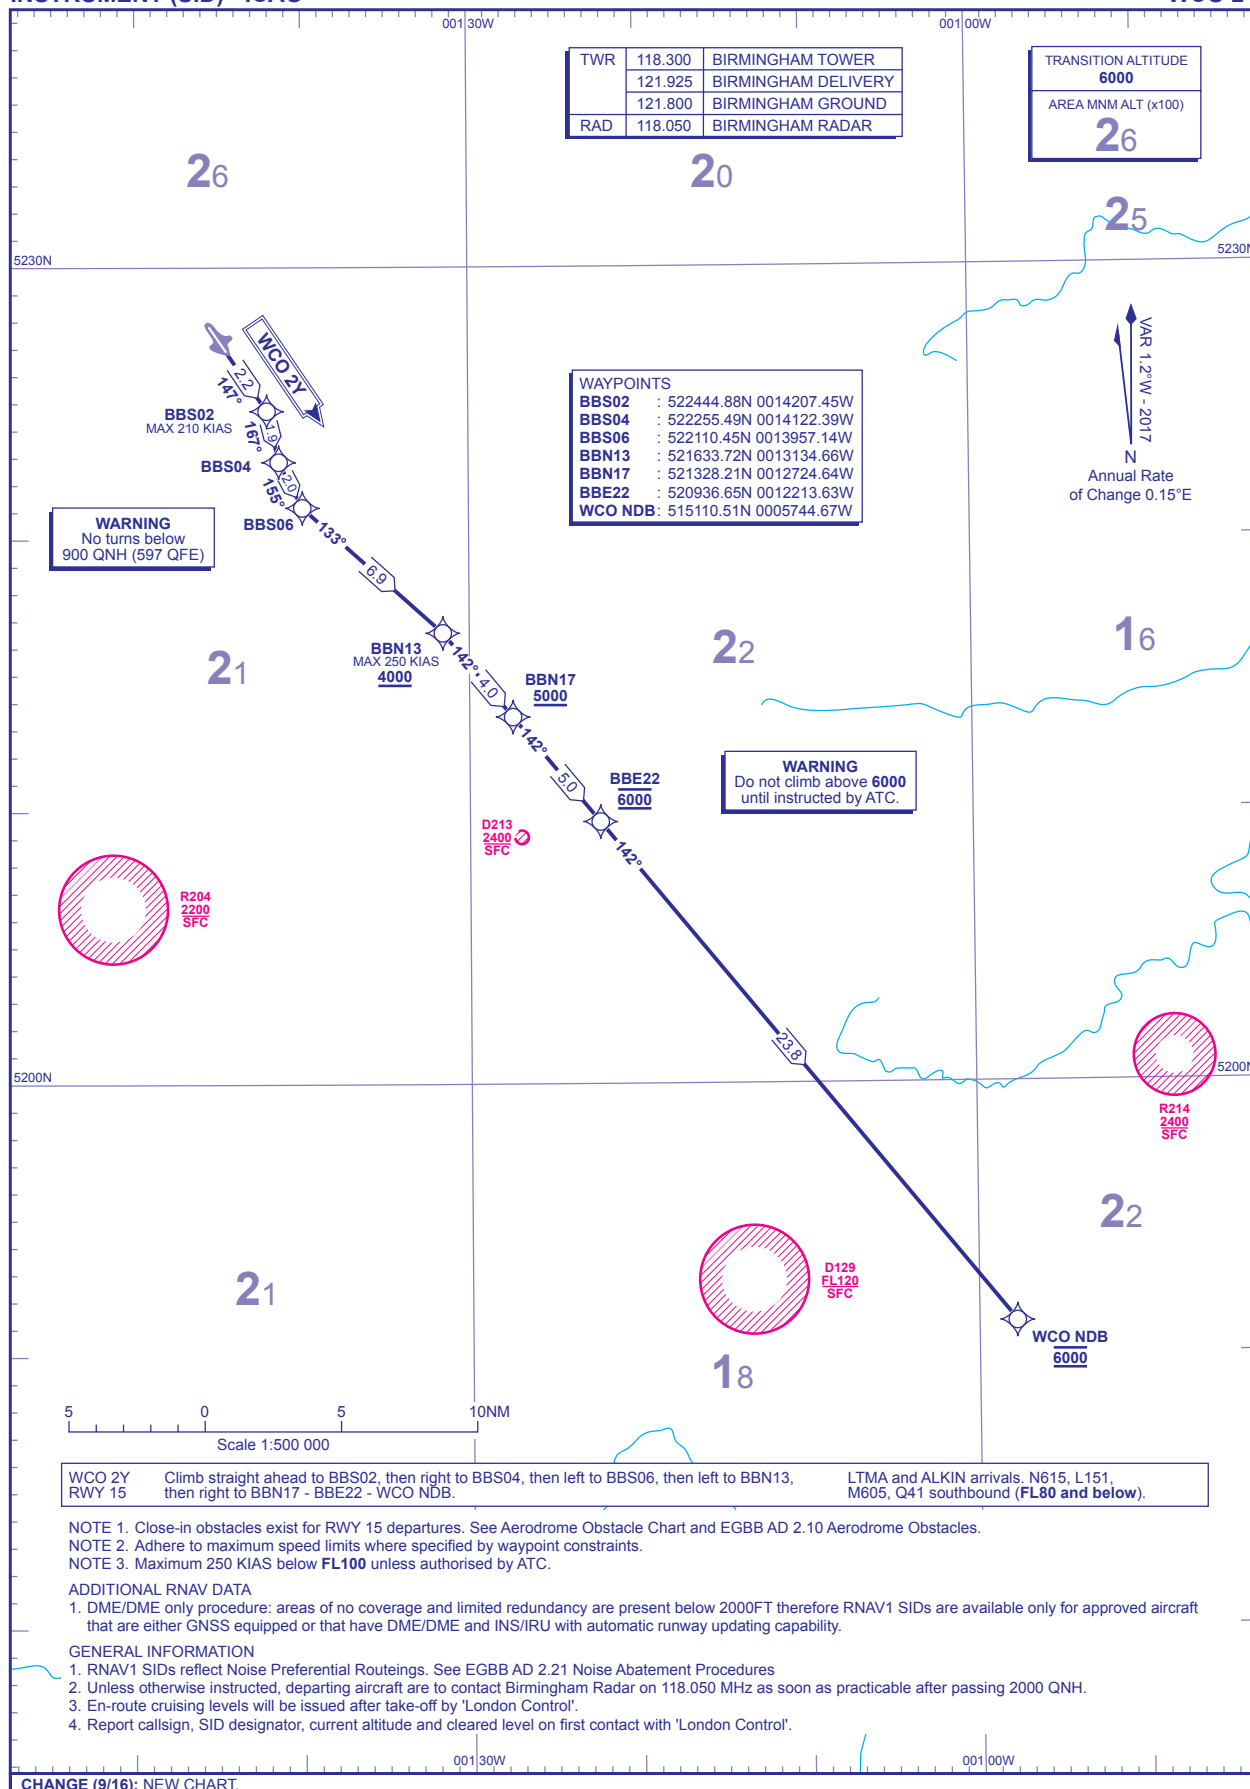 001 30W
001 00W
TWR 118.300 BIRMINGHAM TOWER
121.925 BIRMINGHAM DELIVERY
121.800 BIRMINGHAM GROUND
RAD 118.050 BIRMINGHAM RADAR
TRANSITION ALTITUDE
6000
AREA MNM ALT (x100)
26
26
20
25
5230N
5230N
WCO 2Y
2.2
147°
BBS02
MAX 210 KIAS
167°
1.9
BBS04
2.0
155°
BBS06
133°
6.9
WAYPOINTS
BBS02 : 522444.88N 0014207.45W
BBS04 : 522255.49N 0014122.39W
BBS06 : 522110.45N 0013957.14W
BBN13 : 521633.72N 0013134.66W
BBN17 : 521328.21N 0012724.64W
BBE22 : 520936.65N 0012213.63W
WCO NDB: 515110.51N 0005744.67W
VAR 1.2°W - 2017
N
Annual Rate
of Change 0.15°E
WARNING
No turns below
900 QNH (597 QFE)
21
BBN13
MAX 250 KIAS
4000
142°
4.0
BBN17
5000
22
16
142°
5.0
BBE22
6000
142°
WARNING
Do not climb above 6000
until instructed by ATC.
D213
2400
SFC
R204
2200
SFC
23.8
5200N
5200N
R214
2400
SFC
22
21
D129
FL120
SFC
18
WCO NDB
6000
5 0 5 10NM
Scale 1:500 000
WCO 2Y Climb straight ahead to BBS02, then right to BBS04, then left to BBS06, then left to BBN13, LTMA and ALKIN arrivals. N615, L151,
RWY 15 then right to BBN17 - BBE22 - WCO NDB. M605, Q41 southbound (FL80 and below).
NOTE 1. Close-in obstacles exist for RWY 15 departures. See Aerodrome Obstacle Chart and EGBB AD 2.10 Aerodrome Obstacles.
NOTE 2. Adhere to maximum speed limits where specified by waypoint constraints.
NOTE 3. Maximum 250 KIAS below FL100 unless authorised by ATC.
ADDITIONAL RNAV DATA
1. DME/DME only procedure: areas of no coverage and limited redundancy are present below 2000FT therefore RNAV1 SIDs are available only for approved aircraft
that are either GNSS equipped or that have DME/DME and INS/IRU with automatic runway updating capability.
GENERAL INFORMATION
1. RNAV1 SIDs reflect Noise Preferential Routeings. See EGBB AD 2.21 Noise Abatement Procedures
2. Unless otherwise instructed, departing aircraft are to contact Birmingham Radar on 118.050 MHz as soon as practicable after passing 2000 QNH.
3. En-route cruising levels will be issued after take-off by 'London Control'.
4. Report callsign, SID designator, current altitude and cleared level on first contact with 'London Control'.
001 30W
001 00W
CHANGE (9/16): NEW CHART.